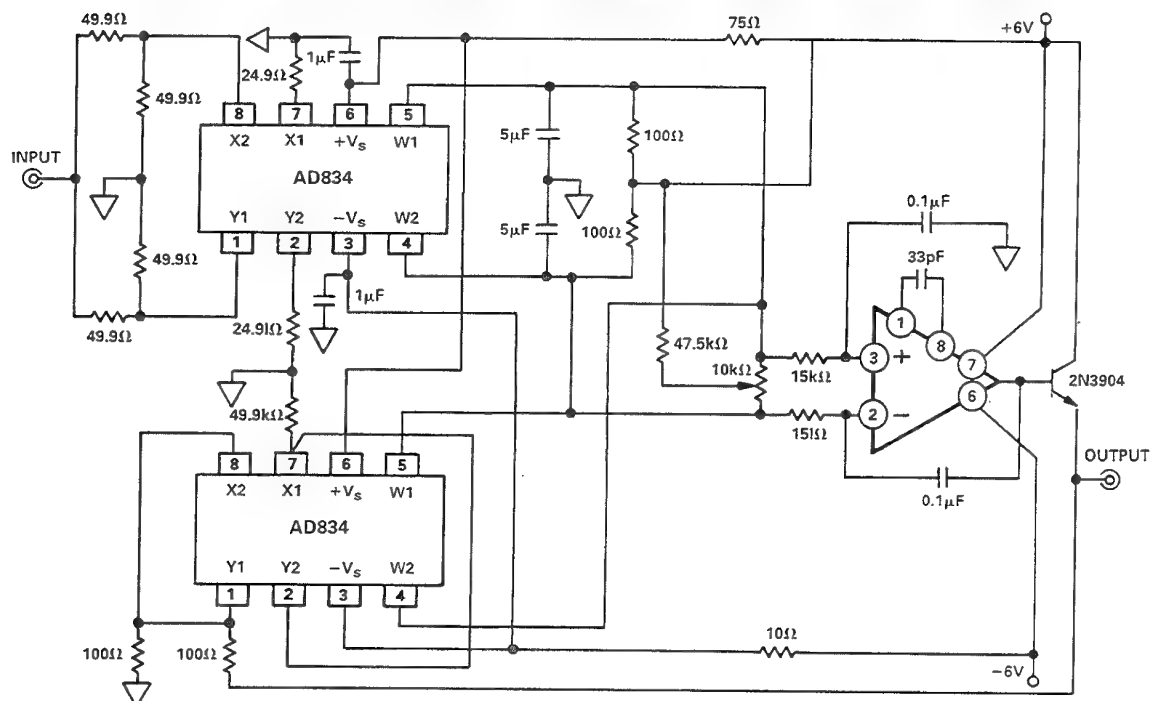 49.9Ω
75Ω
+6V
1µF
24.9Ω
49.9Ω
8
7
6
5
X2
X1
+Vs
W1
5µF
100Ω
INPUT
AD834
Y1
Y2
−Vs
W2
5µF
100Ω
0.1µF
1
2
3
4
49.9Ω
33pF
1µF
49.9Ω
24.9lΩ
1
8
47.5kΩ
3
+
7
10kΩ
15kΩ
2N3904
6
49.9kΩ
2
−
15lΩ
OUTPUT
8
7
6
5
X2
X1
+Vs
W1
0.1µF
AD834
Y1
Y2
−Vs
W2
1
2
3
4
10Ω
100Ω
100Ω
−6V